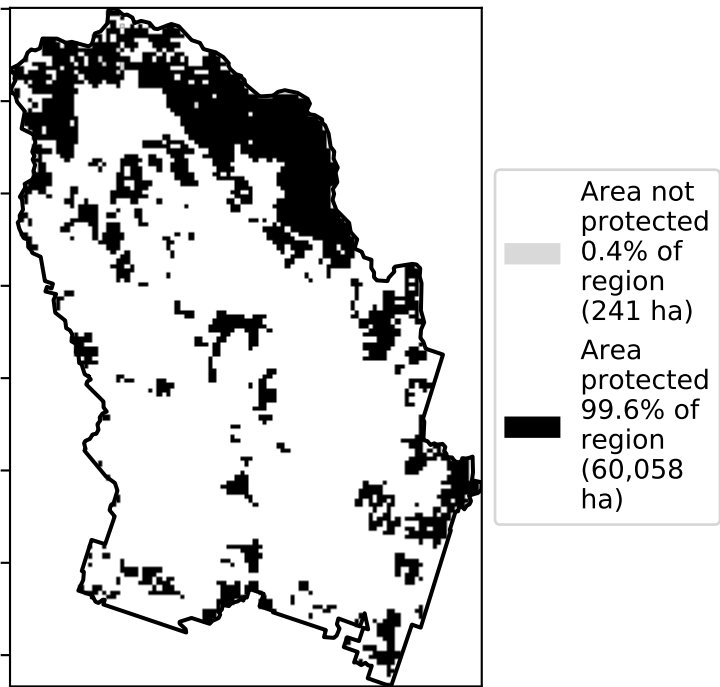 Area not
protected
0.4% of
region
(241 ha)
Area
protected
99.6% of
region
(60,058
ha)